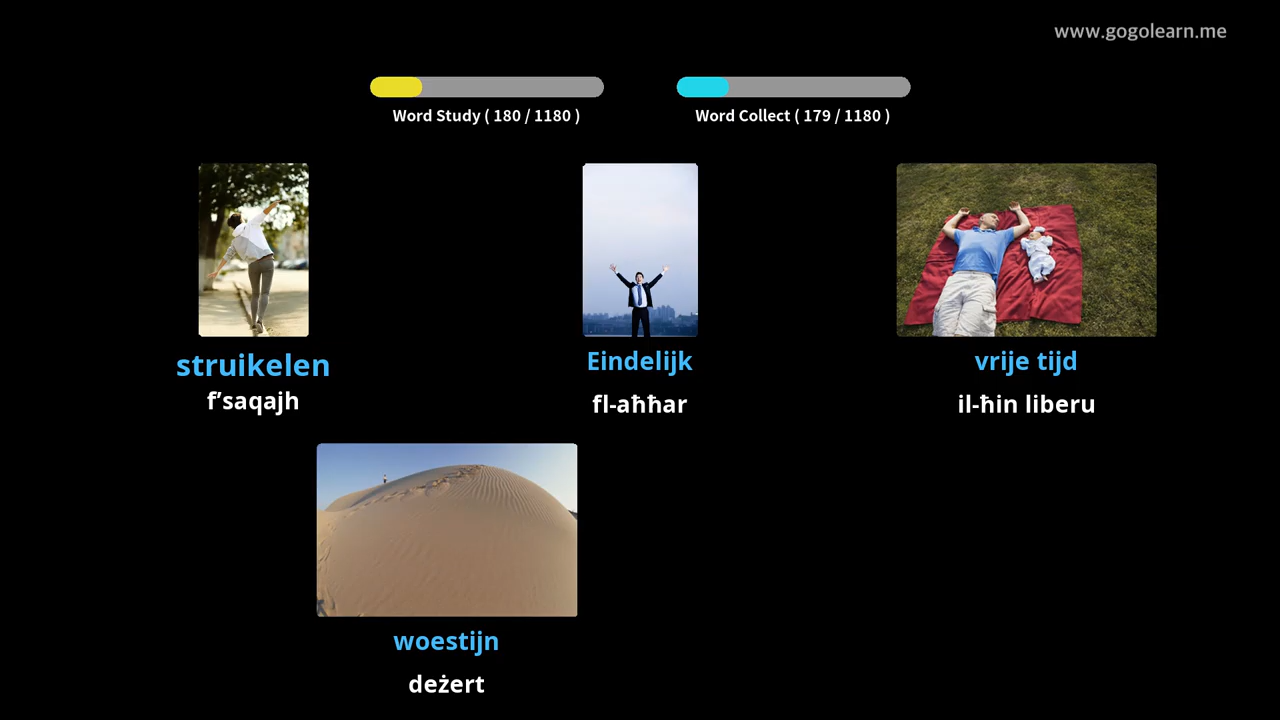 www.gogolearn.me
Word Study ( 180 / 1180 )
Word Collect ( 179 / 1180 )
struikelen
f’saqajh
Eindelijk
fl-aħħar
vrije tijd
il-ħin liberu
woestijn
deżert